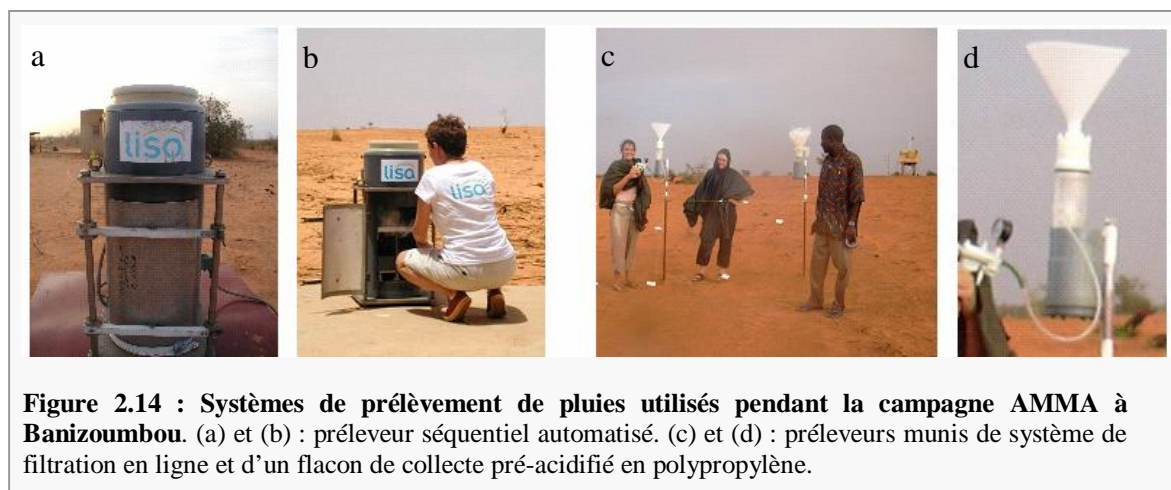 a b c d
lisa
lisa
lisa
Figure 2.14 : Systèmes de prélèvement de pluies utilisés pendant la campagne AMMA à
Banizoumbou. (a) et (b) : préleveur séquentiel automatisé. (c) et (d) : préleveurs munis de système de
filtration en ligne et d’un flacon de collecte pré-acidifié en polypropylène.